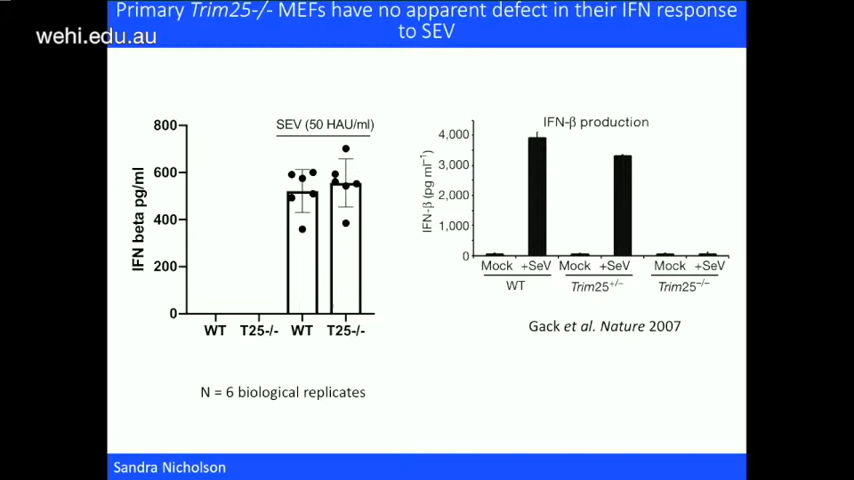 Primary Trim25-/- MEFs have no apparent defect in their IFN response
to SEV
wehi.edu.au
SEV (50 HAU/ml)
800
600
400
200
0
IFN beta pg/ml
WT T25-/- WT T25-/-
N = 6 biological replicates
IFN-β production
4,000
3,000
2,000
1,000
0
IFN-β (pg ml⁻¹)
Mock +SeV Mock +SeV Mock +SeV
WT Trim25⁺/⁻ Trim25⁻/⁻
Gack et al. Nature 2007
Sandra Nicholson